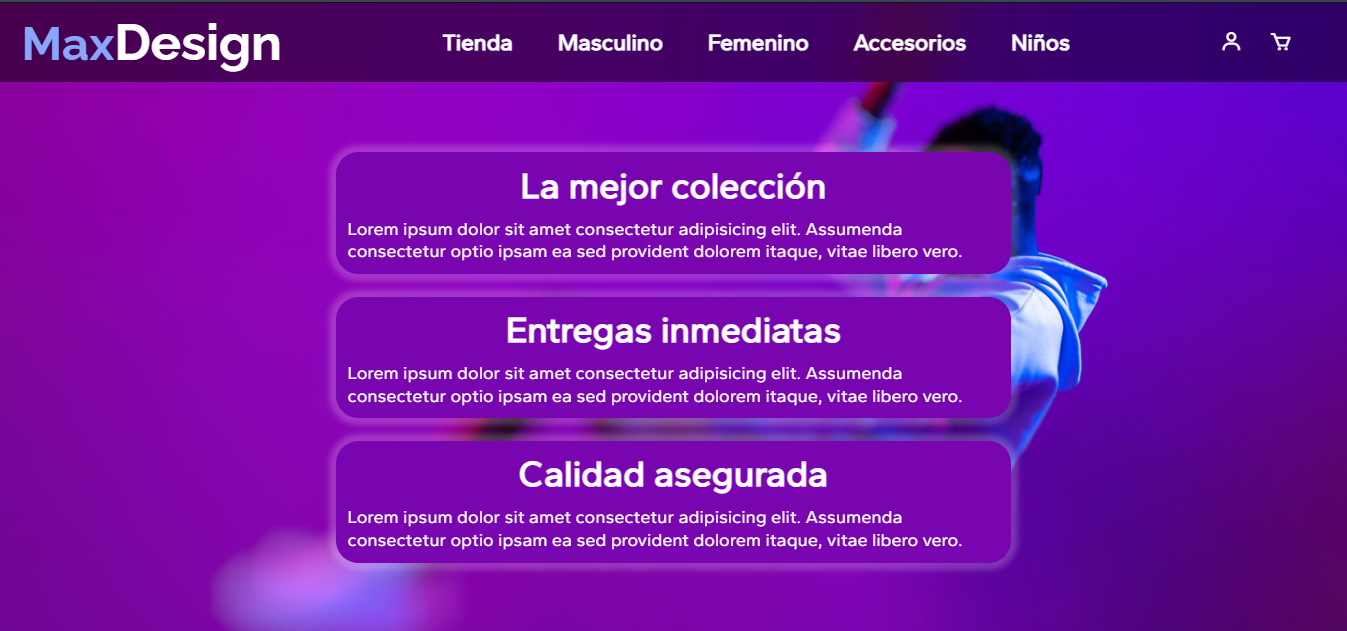 MaxDesign
Tienda Masculino Femenino Accesorios Niños
La mejor colección
Lorem ipsum dolor sit amet consectetur adipisicing elit. Assumenda
consectetur optio ipsam ea sed provident dolorem itaque, vitae libero vero.
Entregas inmediatas
Lorem ipsum dolor sit amet consectetur adipisicing elit. Assumenda
consectetur optio ipsam ea sed provident dolorem itaque, vitae libero vero.
Calidad asegurada
Lorem ipsum dolor sit amet consectetur adipisicing elit. Assumenda
consectetur optio ipsam ea sed provident dolorem itaque, vitae libero vero.